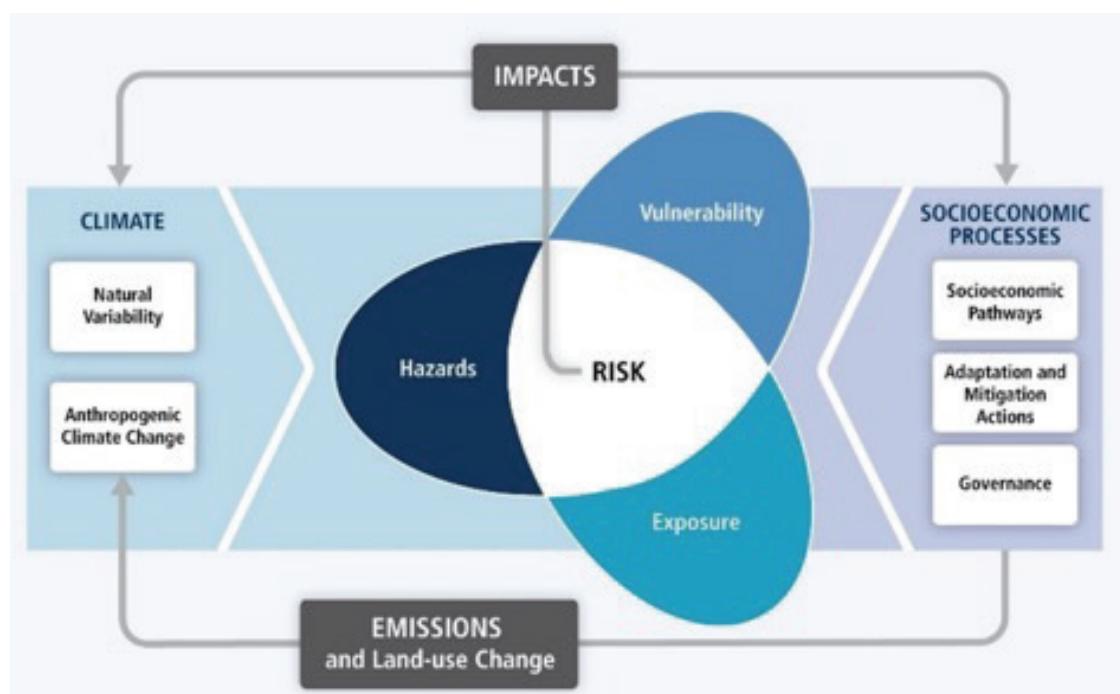 IMPACTS
Vulnerability
CLIMATE
Natural
Variability
Anthropogenic
Climate Change
Hazards
RISK
Exposure
SOCIOECONOMIC
PROCESSES
Socioeconomic
Pathways
Adaptation and
Mitigation
Actions
Governance
EMISSIONS
and Land-use Change